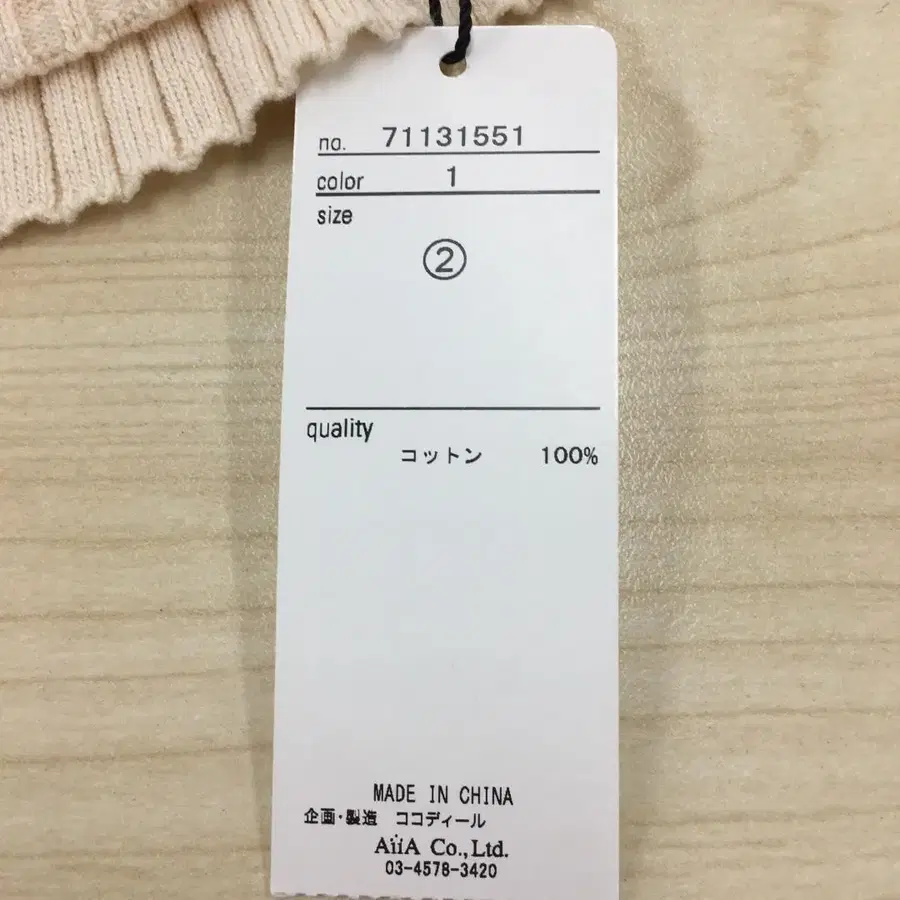 no. 71131551
color 1
size
②
quality
コットン 100%
MADE IN CHINA
企画・製造 ココディール
AïiA Co.,Ltd.
03-4578-3420